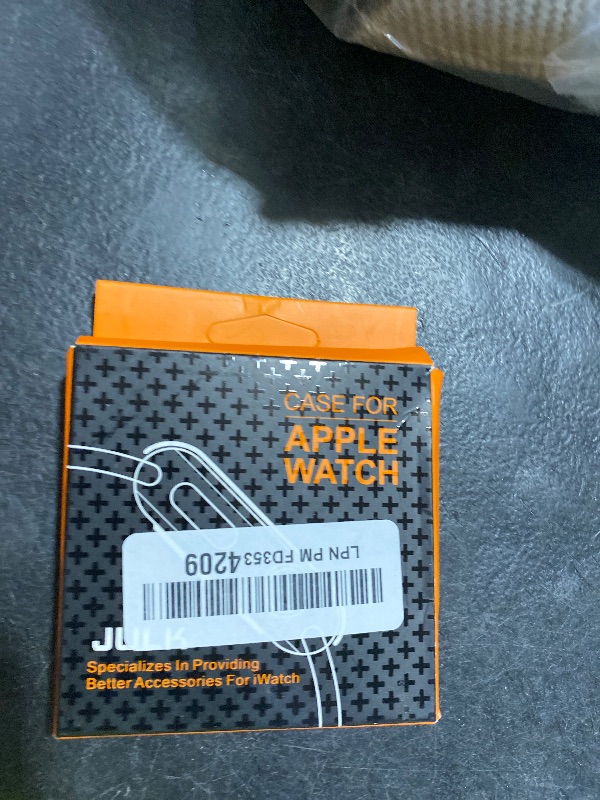 CASE FOR
APPLE
WATCH
LPN PM FD3534209
Specializes In Providing
Better Accessories For iWatch